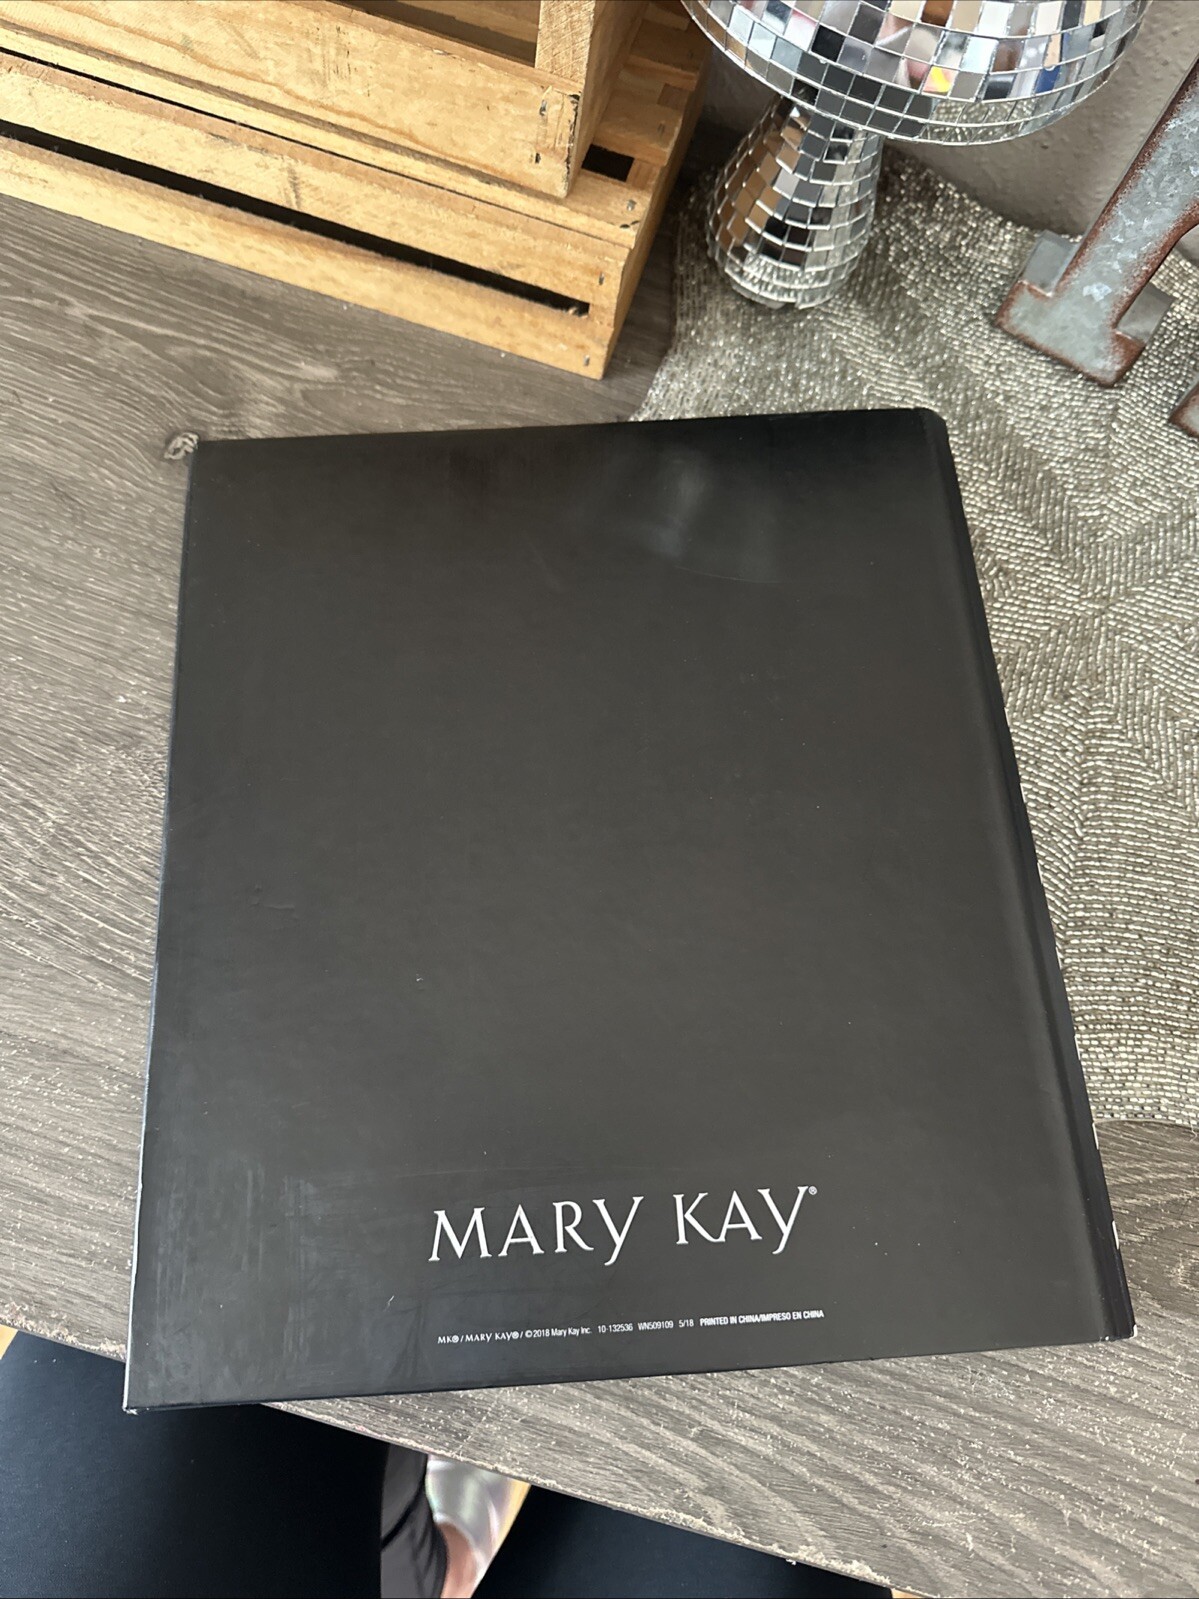 MARY KAY®
MK® / MARY KAY® / ©2018 Mary Kay Inc. 10-132536 WN509109 5/18 PRINTED IN CHINA/IMPRESO EN CHINA